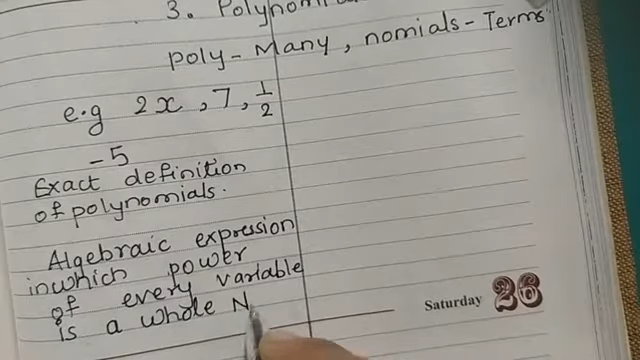 3. Polynomia
poly - Many, nomials - Terms
e.g 2x, 7, 1/2
-5
Exact definition
of polynomials.
Algebraic expression
inwhich power
of every variable
is a whole N
Saturday 26